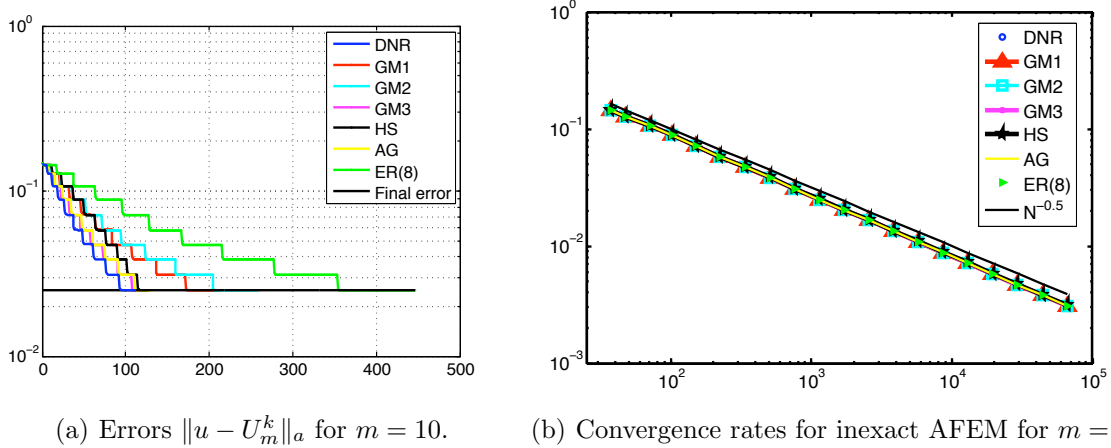 10^0
10^-1
10^-2
0 100 200 300 400 500
DNR
GM1
GM2
GM3
HS
AG
ER(8)
Final error
(a) Errors ∥u − U_m^k∥_a for m = 10.
10^0
10^-1
10^-2
10^-3
10^2 10^3 10^4 10^5
DNR
GM1
GM2
GM3
HS
AG
ER(8)
N^-0.5
(b) Convergence rates for inexact AFEM for m =